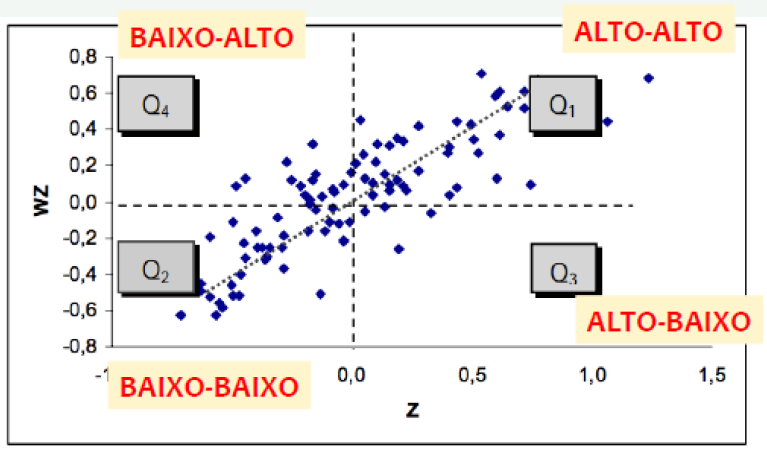 BAIXO-ALTO
ALTO-ALTO
0,8
0,6
0,4
0,2
0,0
-0,2
-0,4
-0,6
-0,8
wz
Q4
Q1
Q2
Q3
ALTO-BAIXO
BAIXO-BAIXO
-1
0,0
0,5
1,0
1,5
z